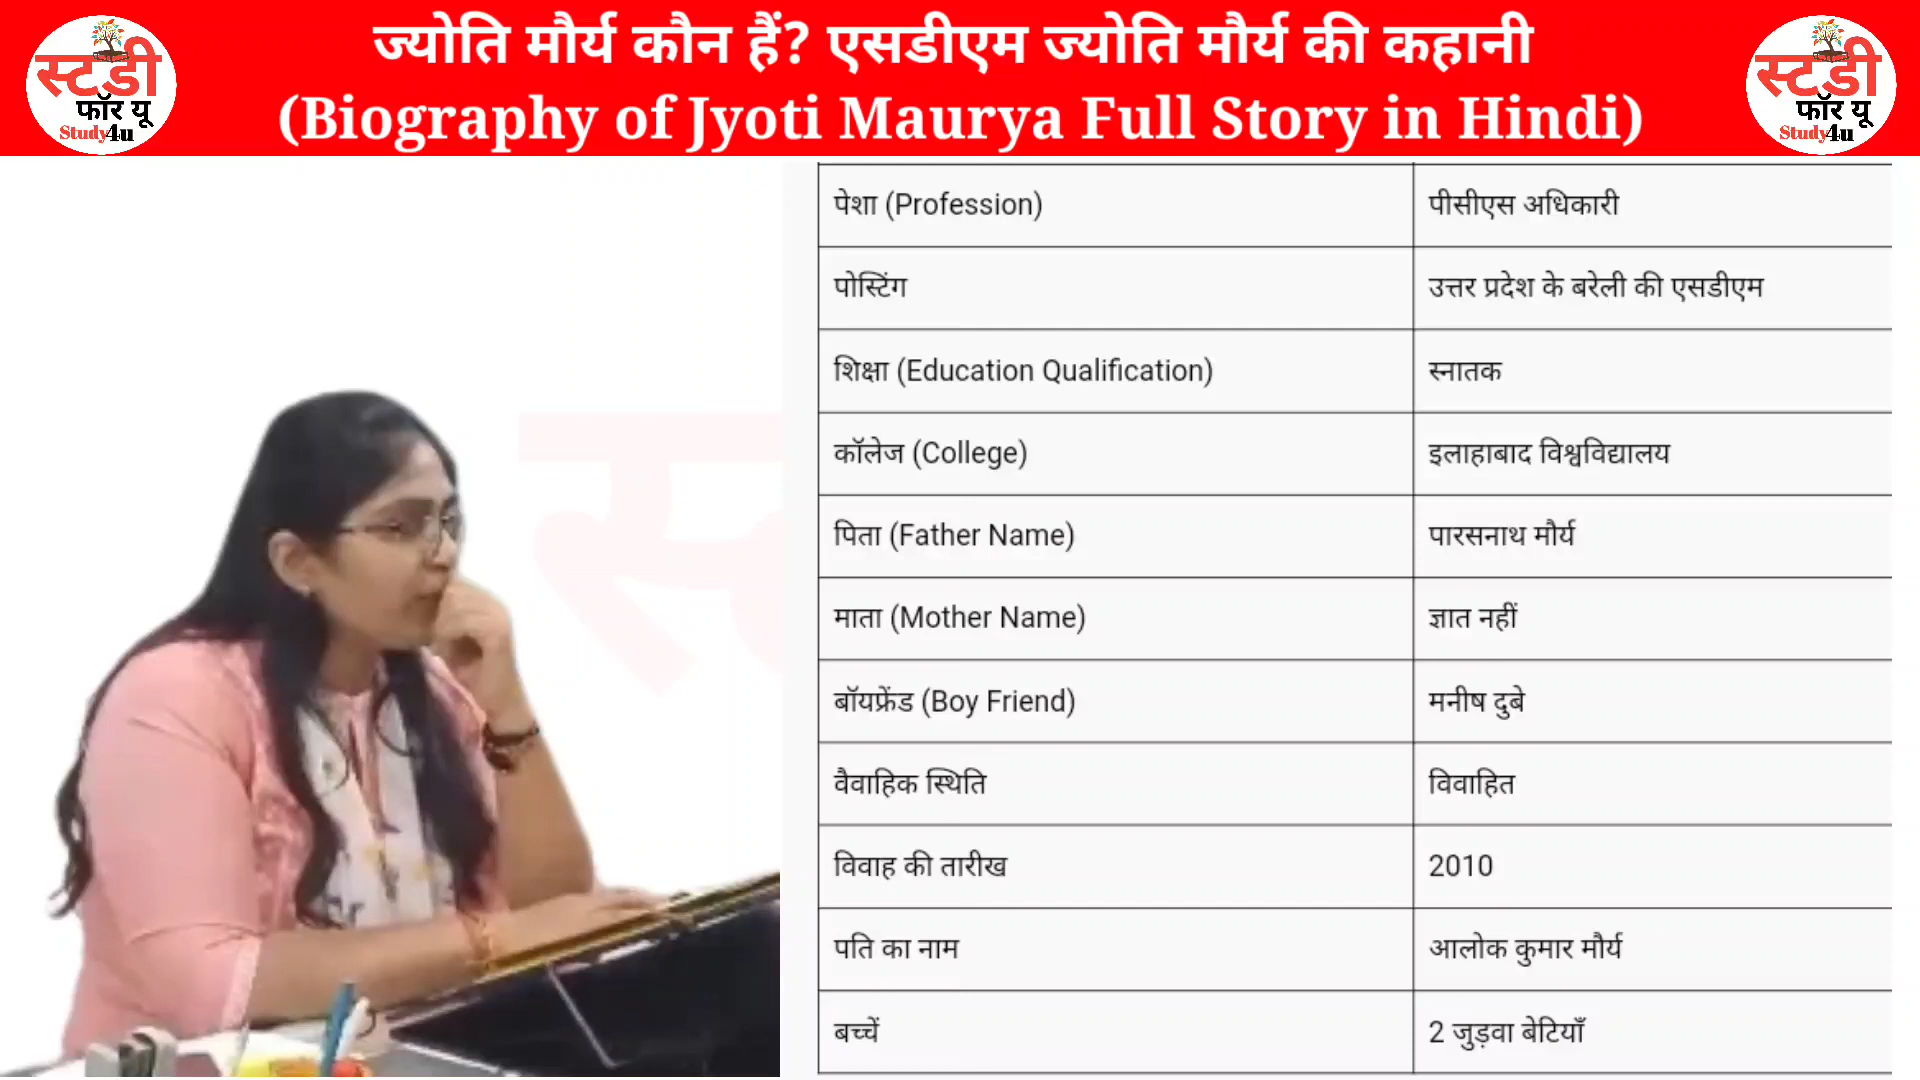 ज्योति मौर्य कौन हैं? एसडीएम ज्योति मौर्य की कहानी
(Biography of Jyoti Maurya Full Story in Hindi)
स्टडी
फॉर यू
Study4u
स्टडी
फॉर यू
Study4u
पेशा (Profession) पीसीएस अधिकारी
पोस्टिंग उत्तर प्रदेश के बरेली की एसडीएम
शिक्षा (Education Qualification) स्नातक
कॉलेज (College) इलाहाबाद विश्वविद्यालय
पिता (Father Name) पारसनाथ मौर्य
माता (Mother Name) ज्ञात नहीं
बॉयफ्रेंड (Boy Friend) मनीष दुबे
वैवाहिक स्थिति विवाहित
विवाह की तारीख 2010
पति का नाम आलोक कुमार मौर्य
बच्चें 2 जुड़वा बेटियाँ